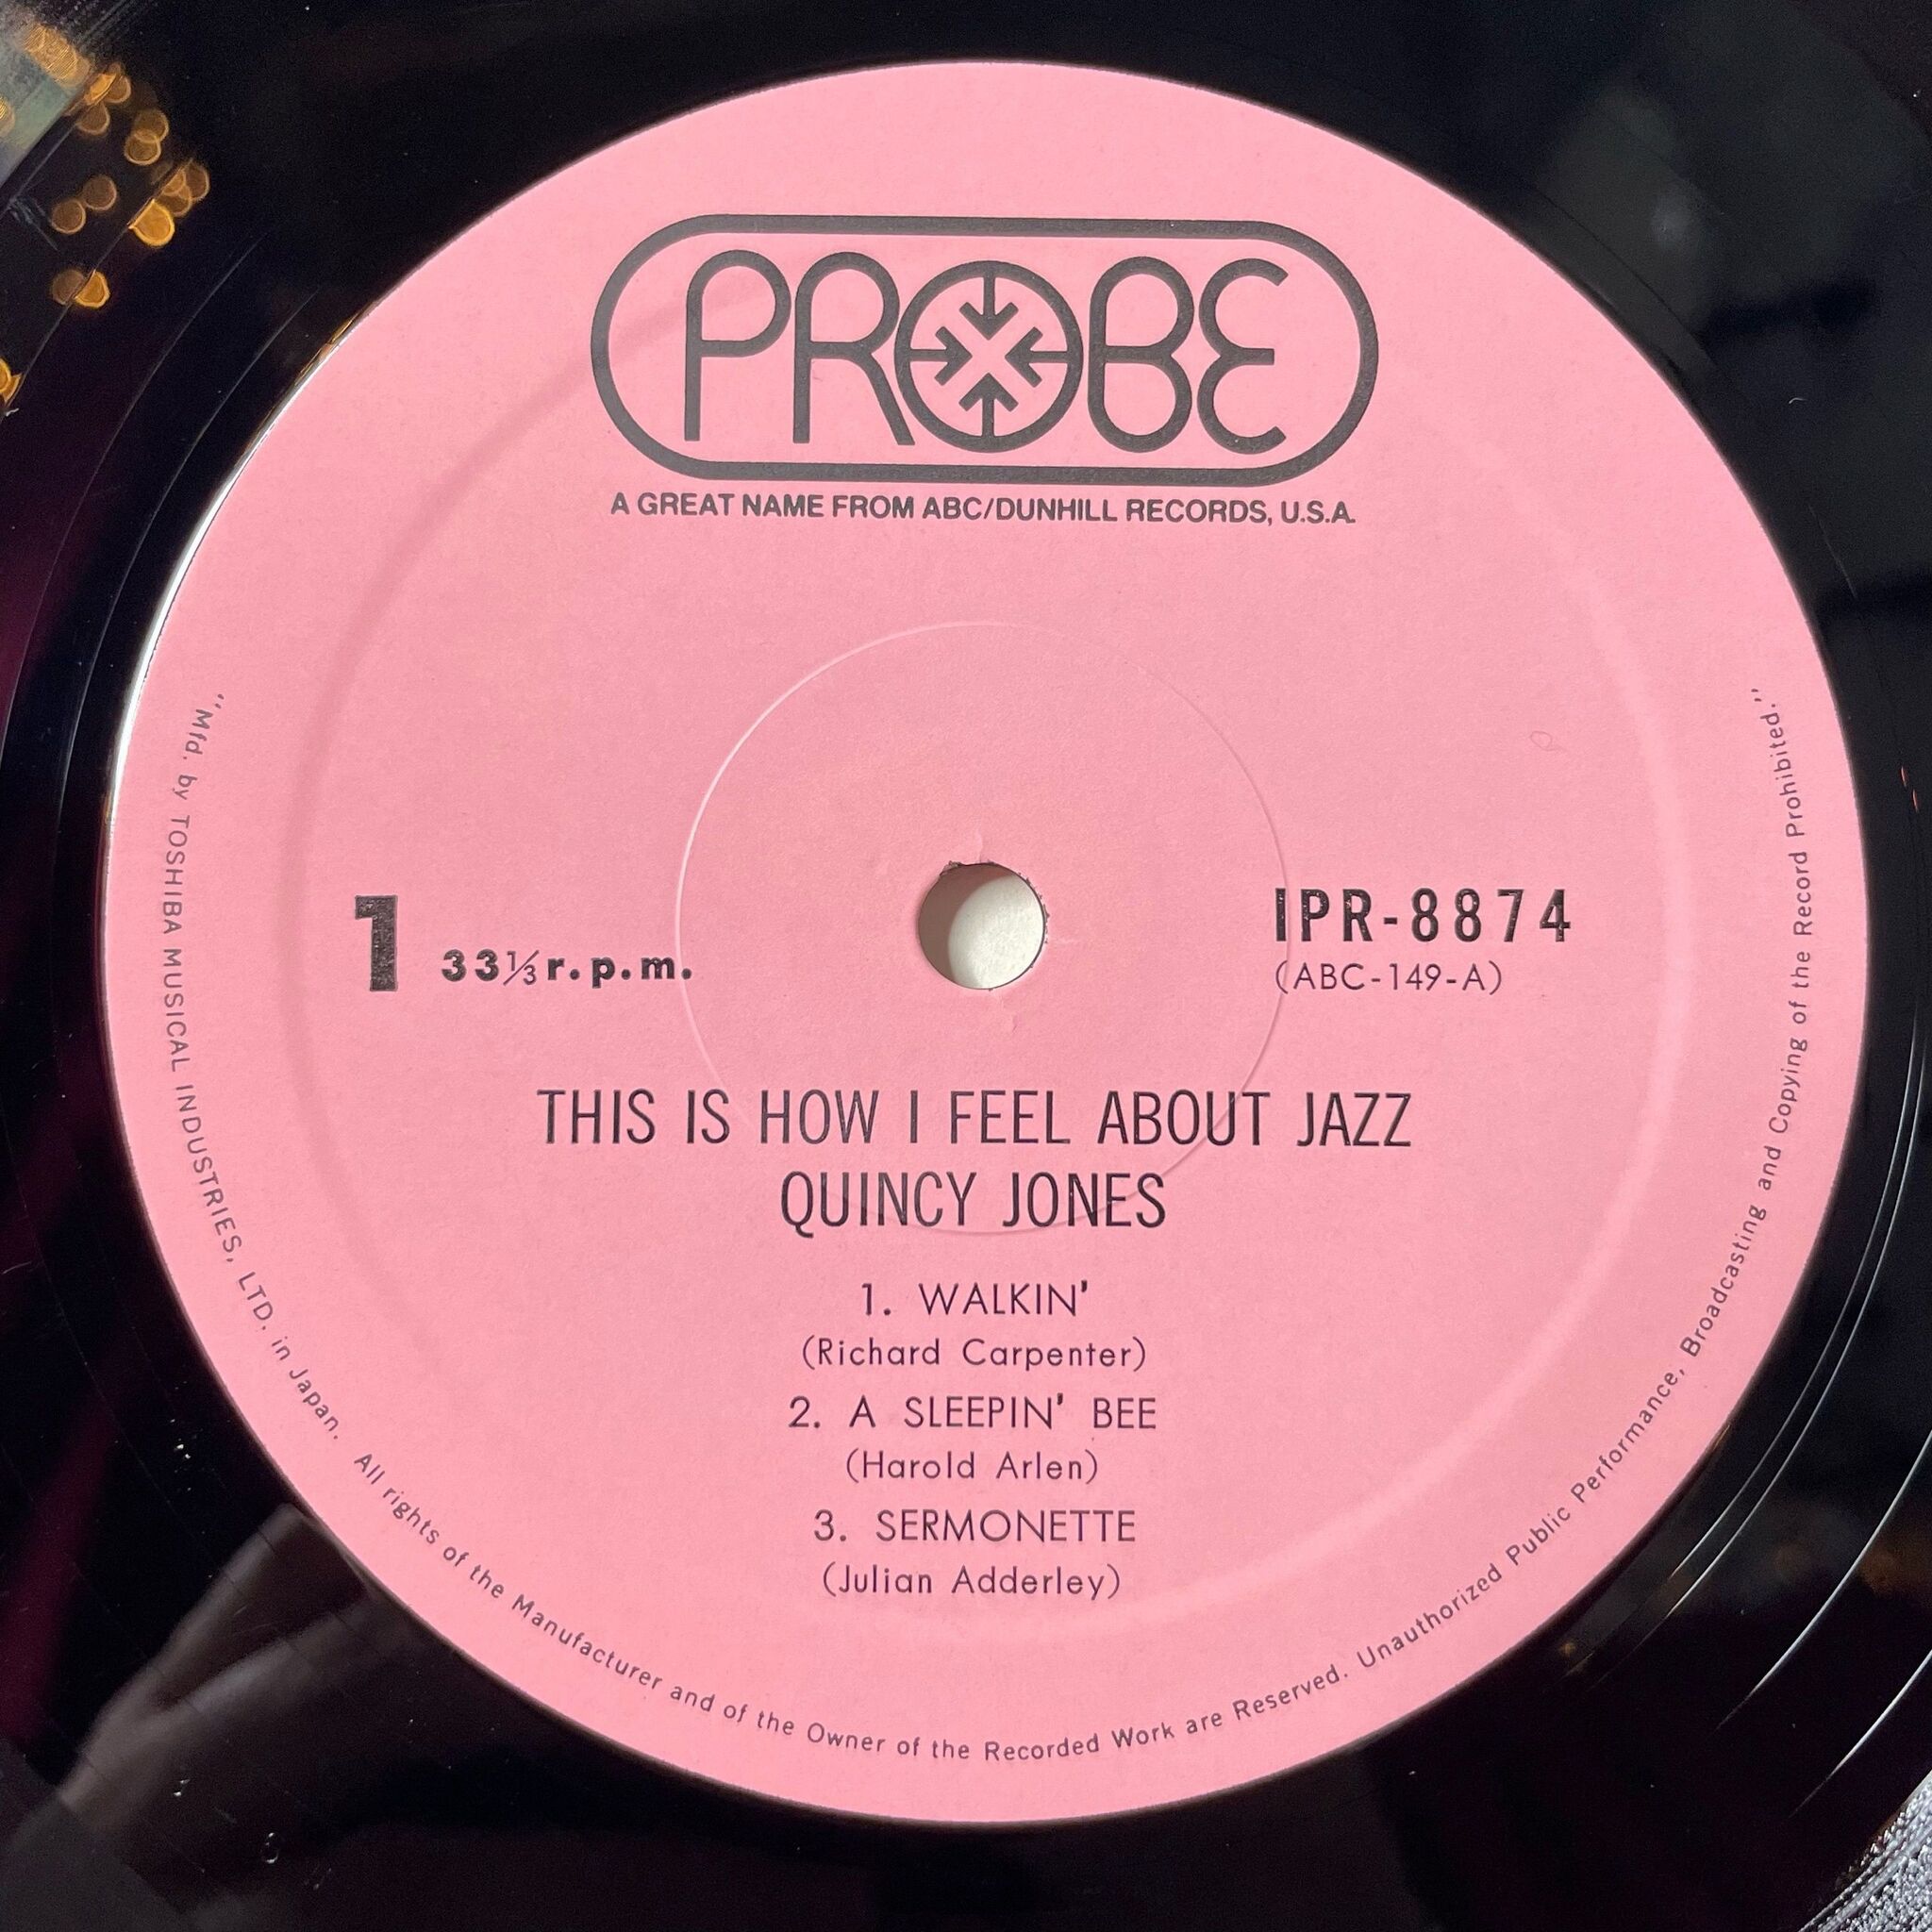 PROBE
A GREAT NAME FROM ABC/DUNHILL RECORDS, U.S.A.
1 33⅓ r.p.m.
IPR-8874
(ABC-149-A)
THIS IS HOW I FEEL ABOUT JAZZ
QUINCY JONES
1. WALKIN'
(Richard Carpenter)
2. A SLEEPIN' BEE
(Harold Arlen)
3. SERMONETTE
(Julian Adderley)
"Mfd. by TOSHIBA MUSICAL INDUSTRIES, LTD. in Japan. All rights of the Manufacturer and of the Owner of the Recorded Work are Reserved. Unauthorized Public Performance, Broadcasting and Copying of the Record Prohibited."